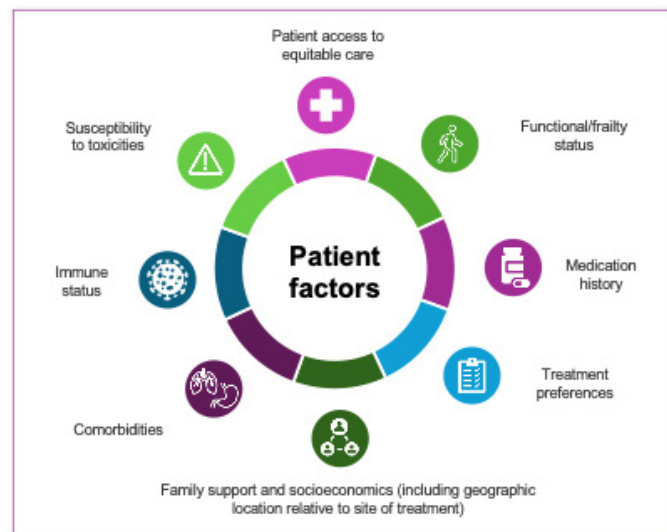 Patient access to
equitable care
Functional/frailty
status
Medication
history
Treatment
preferences
Family support and socioeconomics (including geographic
location relative to site of treatment)
Comorbidities
Immune
status
Susceptibility
to toxicities
Patient
factors